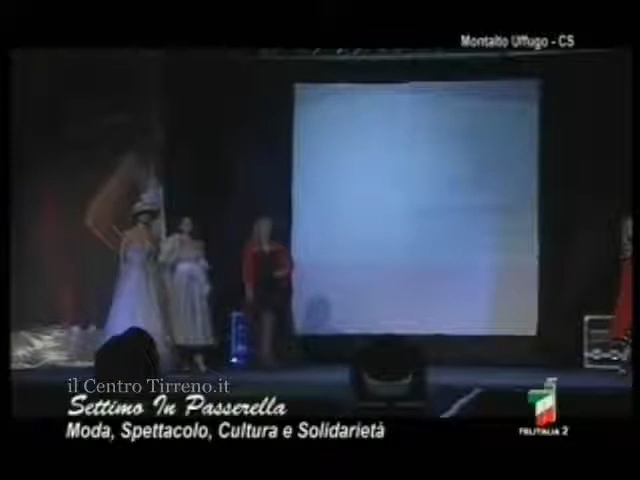 Montalto Uffugo - CS
il Centro Tirreno.it
Settimo In Passerella
Moda, Spettacolo, Cultura e Solidarietà
TELITALIA 2